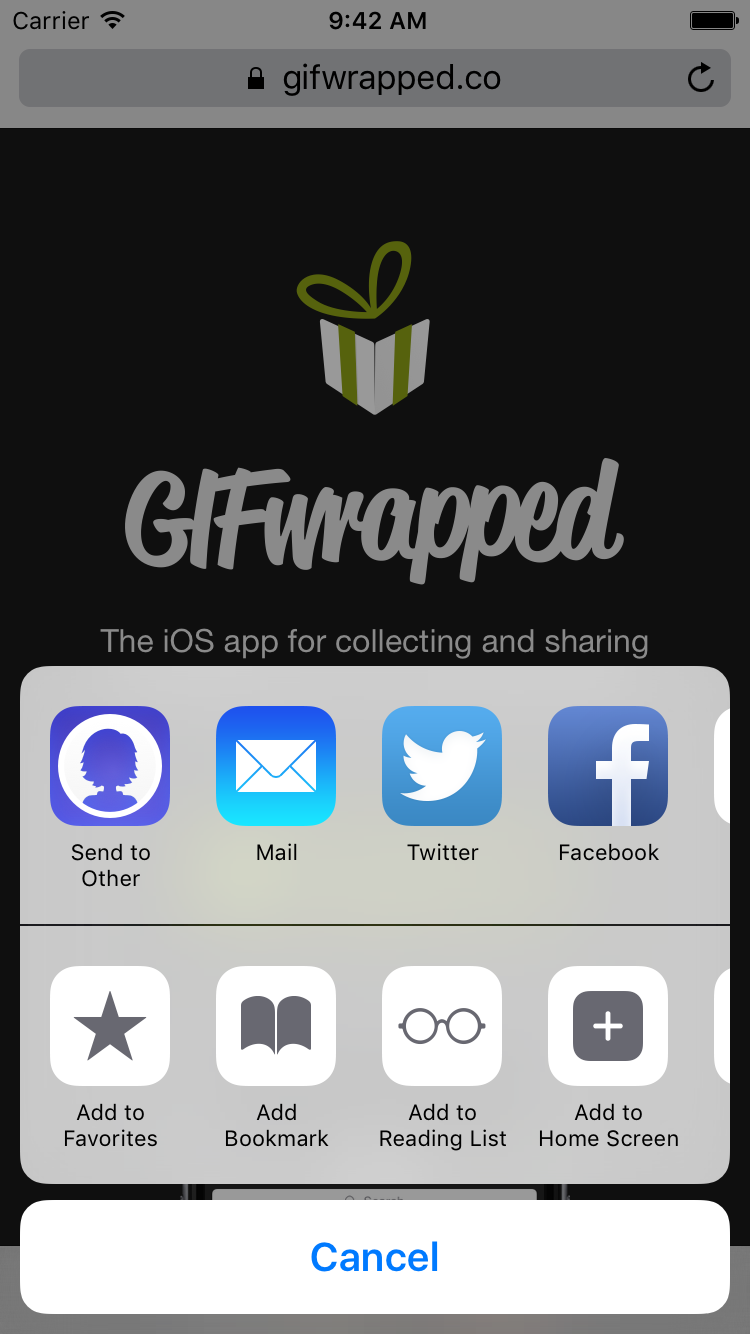 Carrier 9:42 AM
gifwrapped.co
GIFwrapped
The iOS app for collecting and sharing
Send to Mail Twitter Facebook
Other
Add to Add Add to Add to
Favorites Bookmark Reading List Home Screen
Cancel